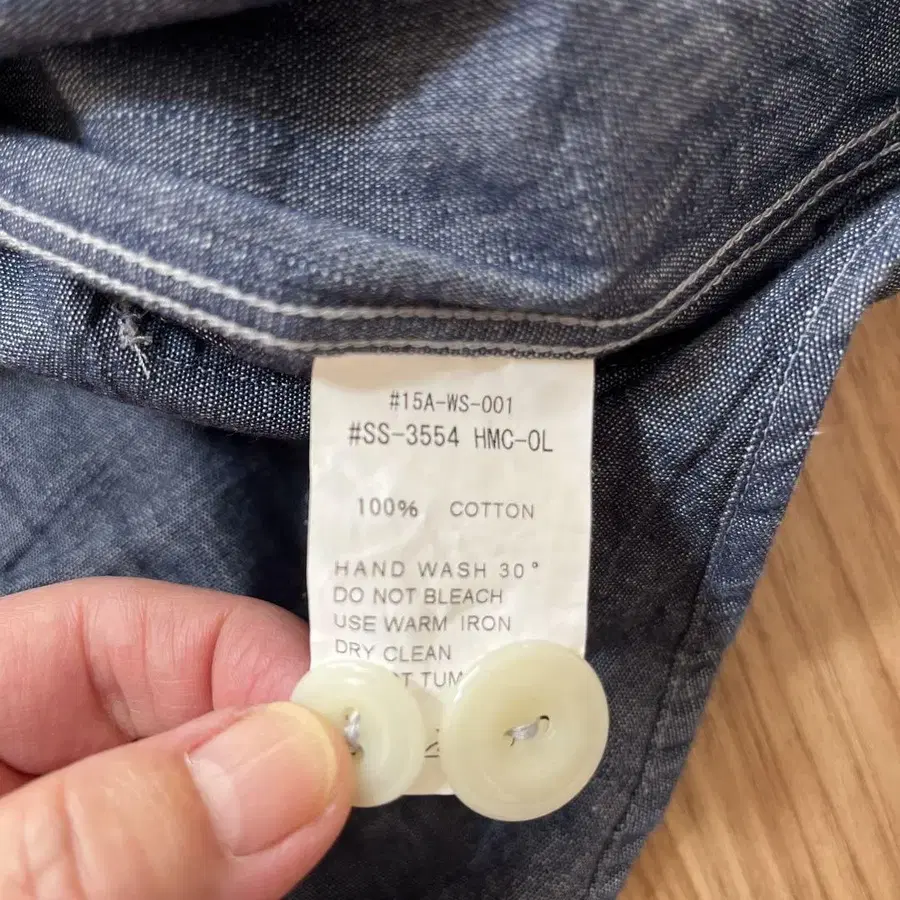 #15A-WS-001
#SS-3554 HMC-OL
100% COTTON
HAND WASH 30°
DO NOT BLEACH
USE WARM IRON
DRY CLEAN